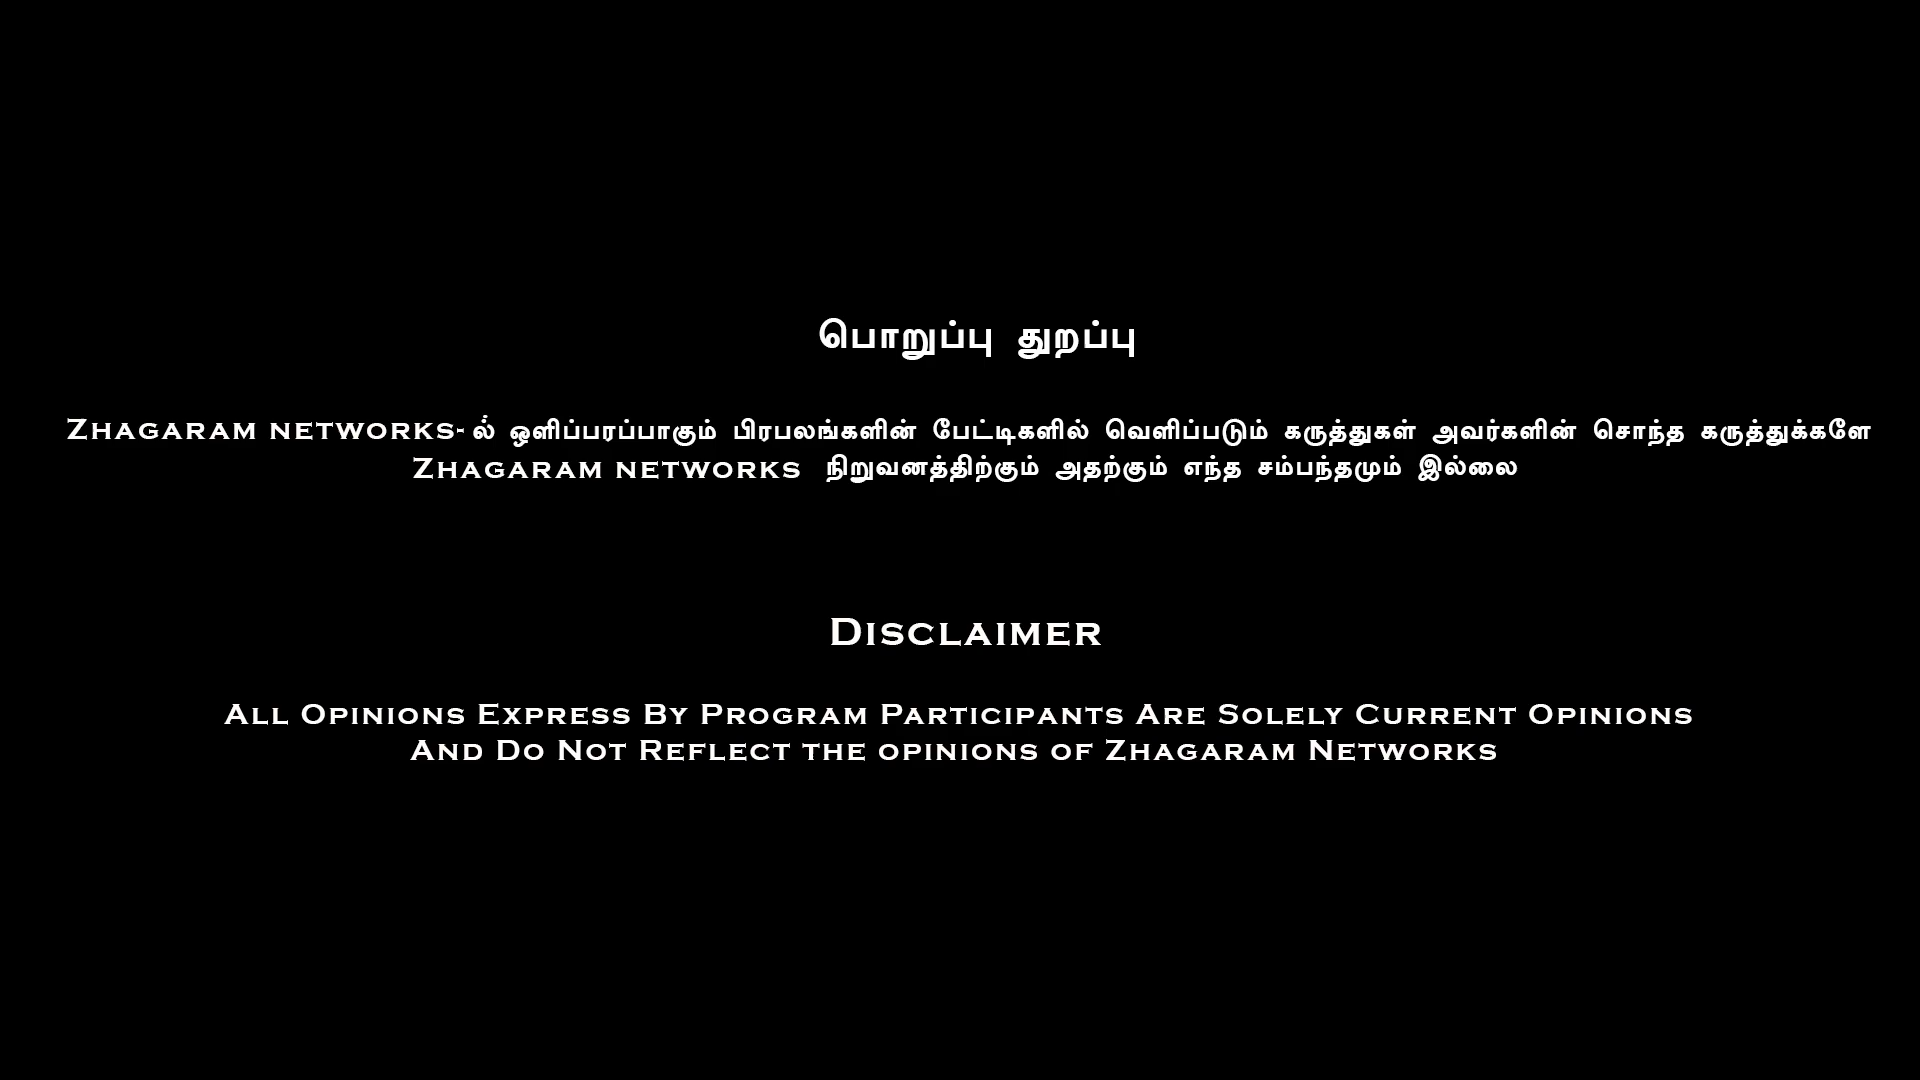 பொறுப்பு துறப்பு
Zhagaram networks-ல் ஒளிப்பரப்பாகும் பிரபலங்களின் பேட்டிகளில் வெளிப்படும் கருத்துகள் அவர்களின் சொந்த கருத்துக்களே
Zhagaram networks நிறுவனத்திற்கும் அதற்கும் எந்த சம்பந்தமும் இல்லை
Disclaimer
All Opinions Express By Program Participants Are Solely Current Opinions
And Do Not Reflect the opinions of Zhagaram Networks